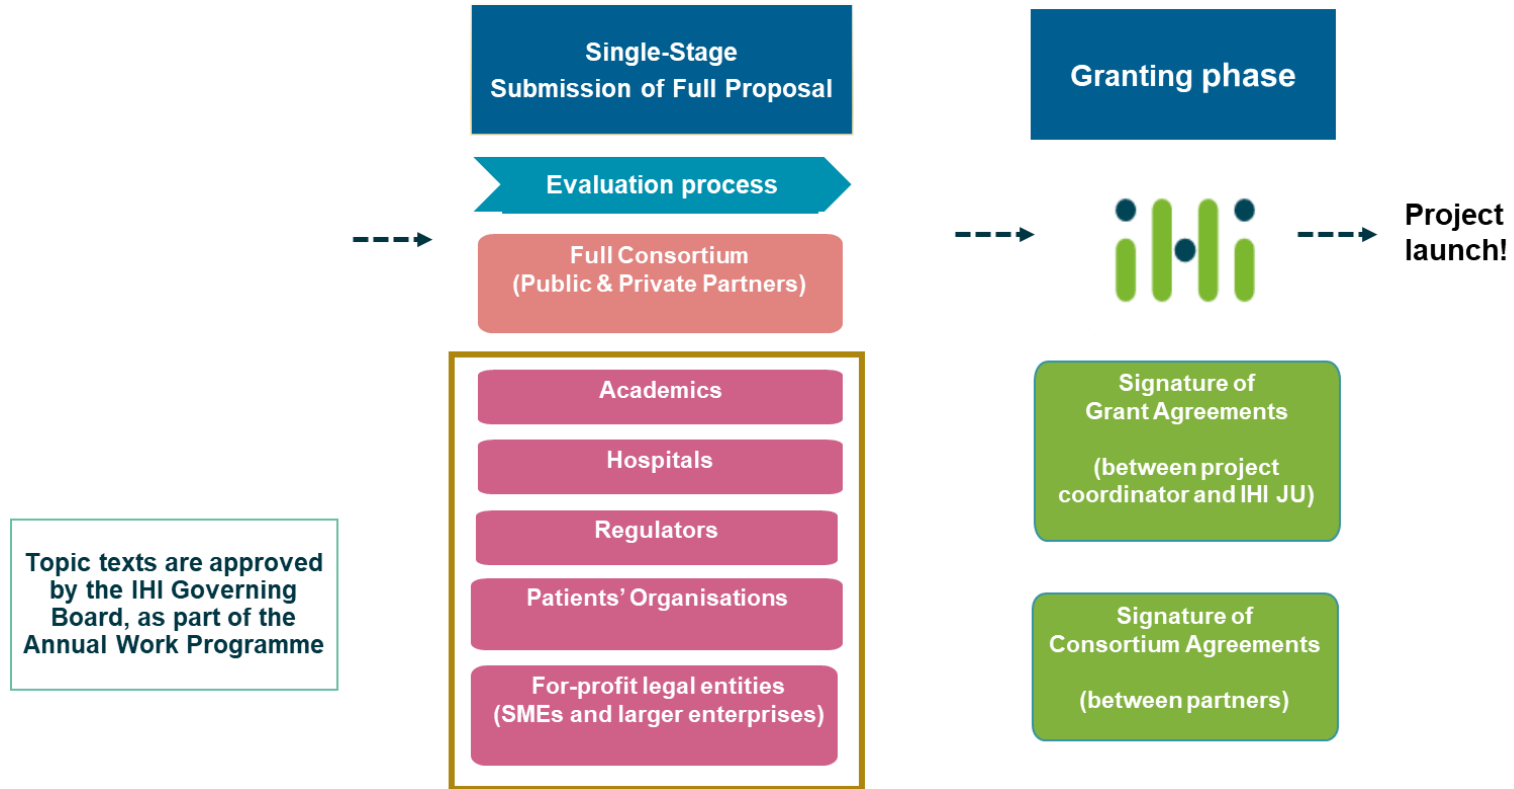 Topic texts are approved
by the IHI Governing
Board, as part of the
Annual Work Programme
Single-Stage
Submission of Full Proposal
Evaluation process
Full Consortium
(Public & Private Partners)
Academics
Hospitals
Regulators
Patients’ Organisations
For-profit legal entities
(SMEs and larger enterprises)
Granting phase
iHi
Signature of
Grant Agreements
(between project
coordinator and IHI JU)
Signature of
Consortium Agreements
(between partners)
Project
launch!